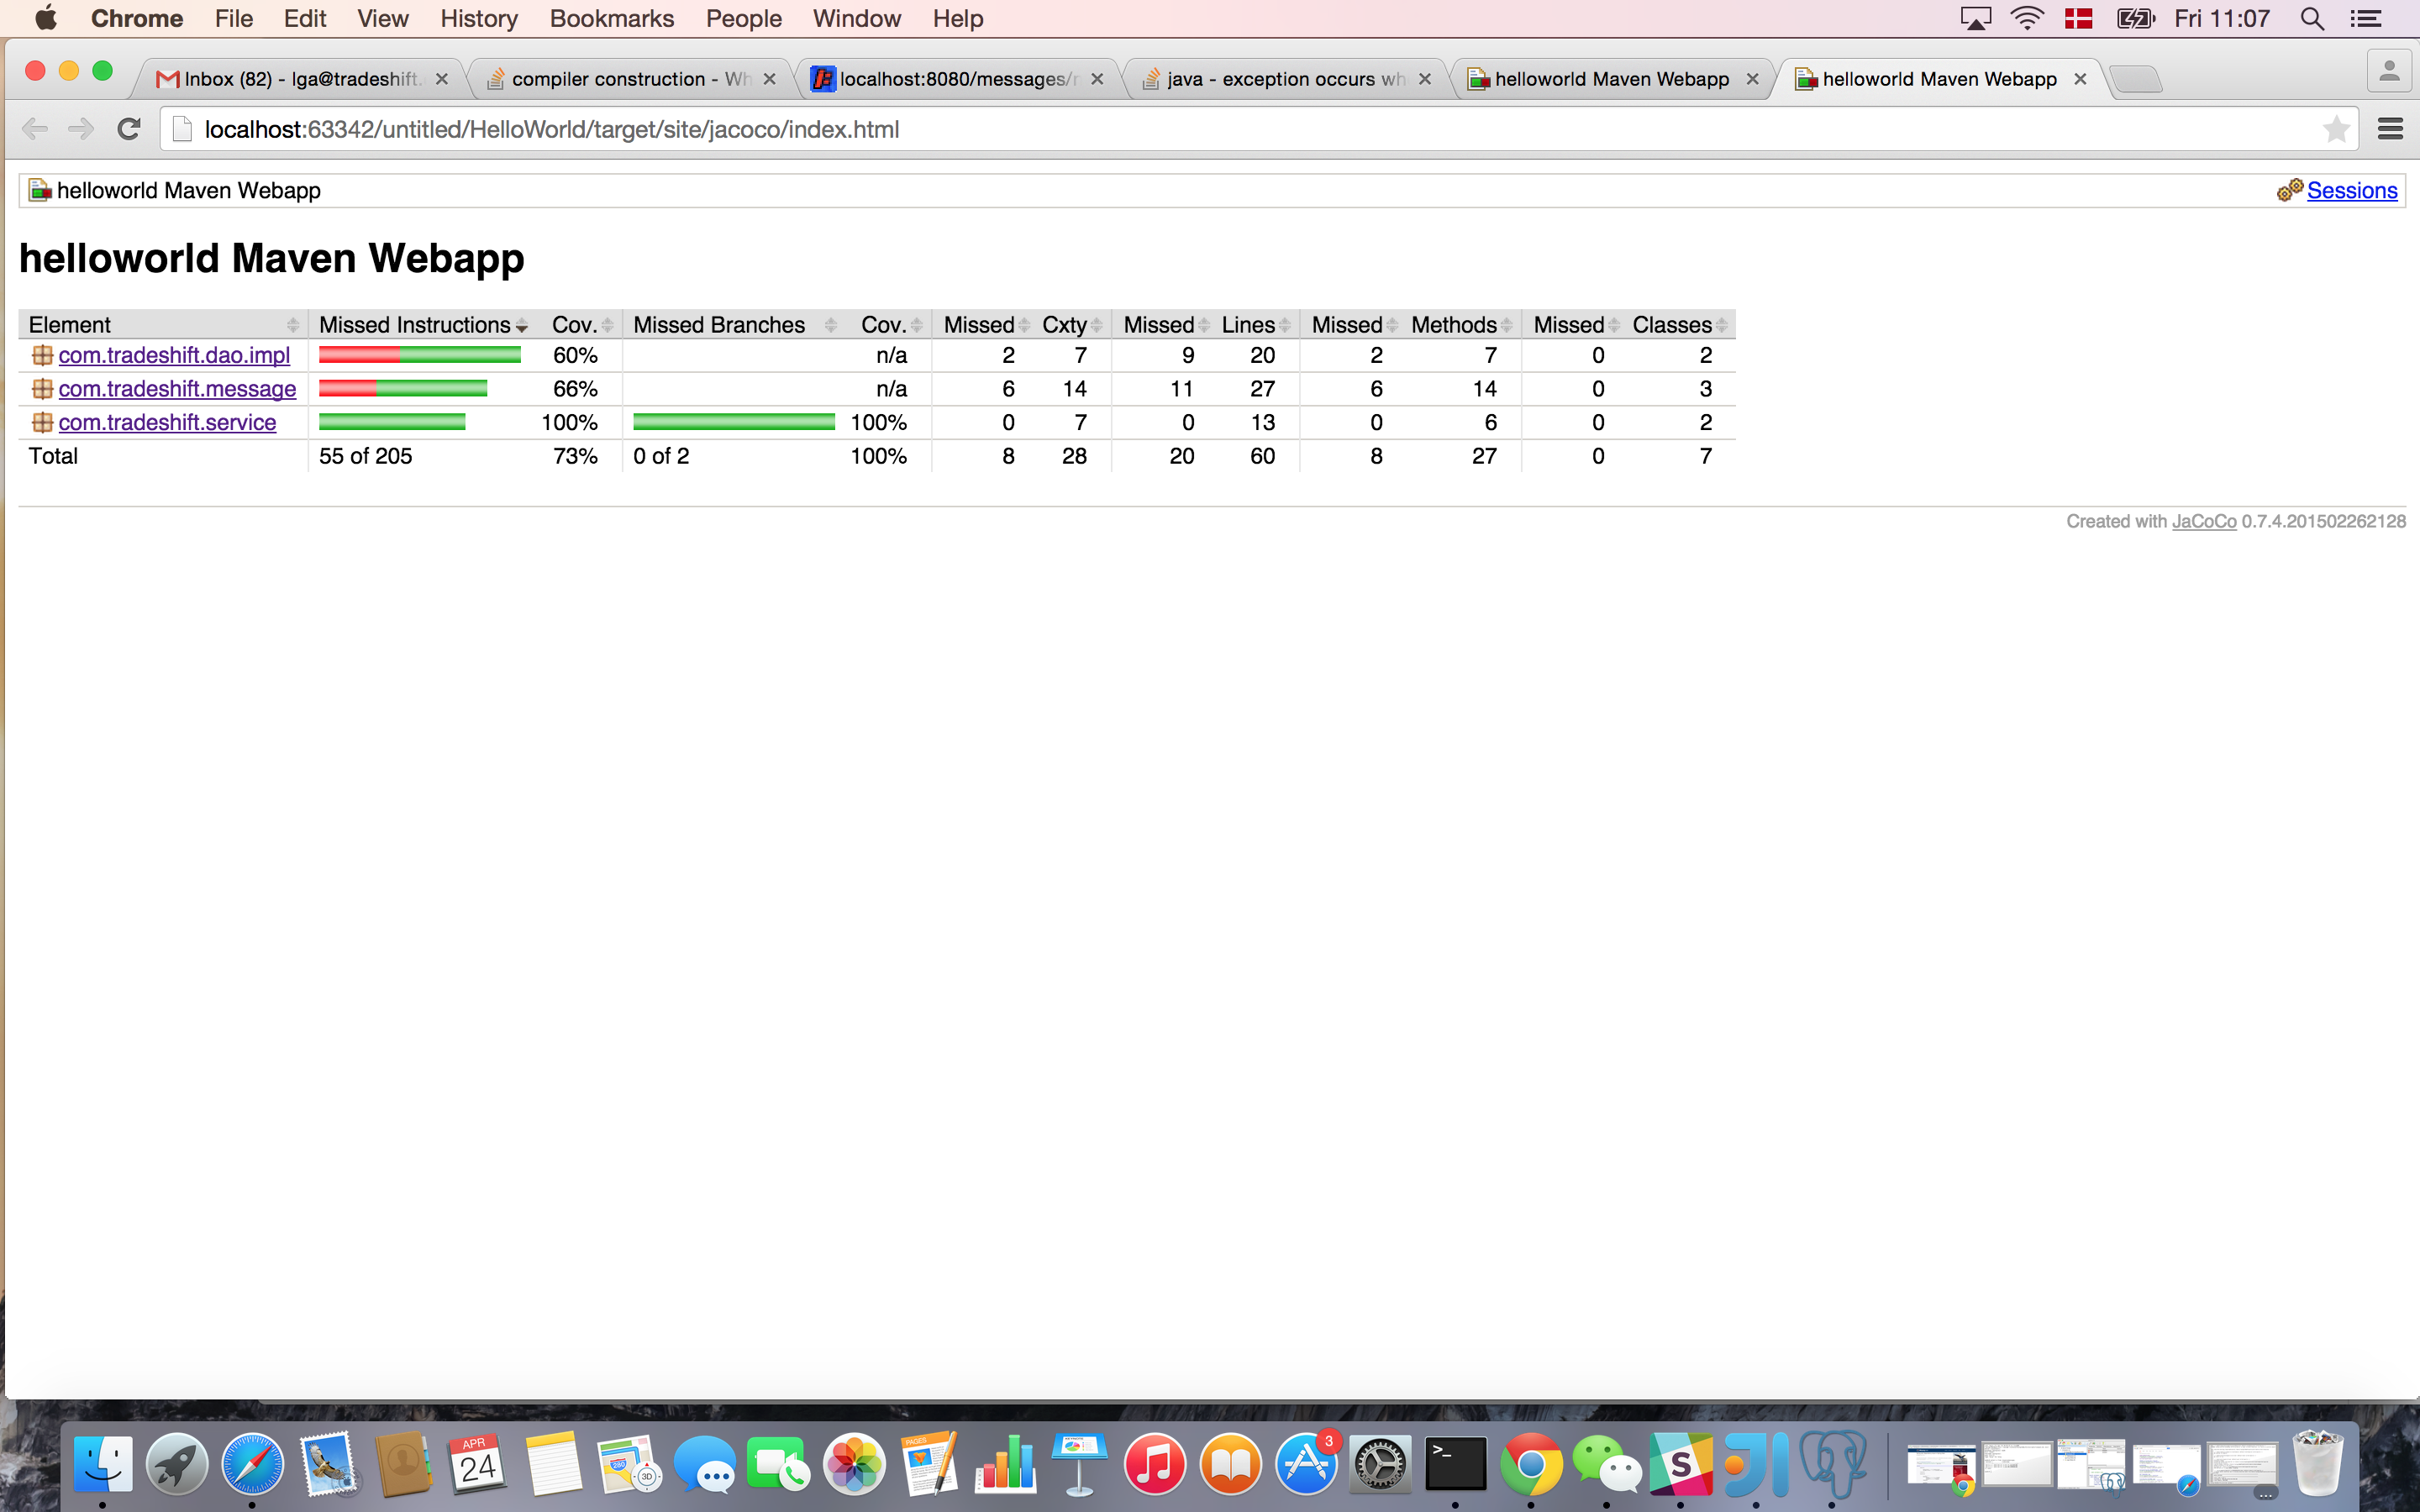 Chrome File Edit View History Bookmarks People Window Help Fri 11:07
Inbox (82) - lga@tradeshift. compiler construction - Wh localhost:8080/messages/ java - exception occurs wh helloworld Maven Webapp helloworld Maven Webapp
localhost:63342/untitled/HelloWorld/target/site/jacoco/index.html
helloworld Maven Webapp Sessions
helloworld Maven Webapp
Element Missed Instructions Cov. Missed Branches Cov. Missed Cxty Missed Lines Missed Methods Missed Classes
com.tradeshift.dao.impl 60% n/a 2 7 9 20 2 7 0 2
com.tradeshift.message 66% n/a 6 14 11 27 6 14 0 3
com.tradeshift.service 100% 100% 0 7 0 13 0 6 0 2
Total 55 of 205 73% 0 of 2 100% 8 28 20 60 8 27 0 7
Created with JaCoCo 0.7.4.201502262128
APR
24
280
3D
PAGES
3
>_
S